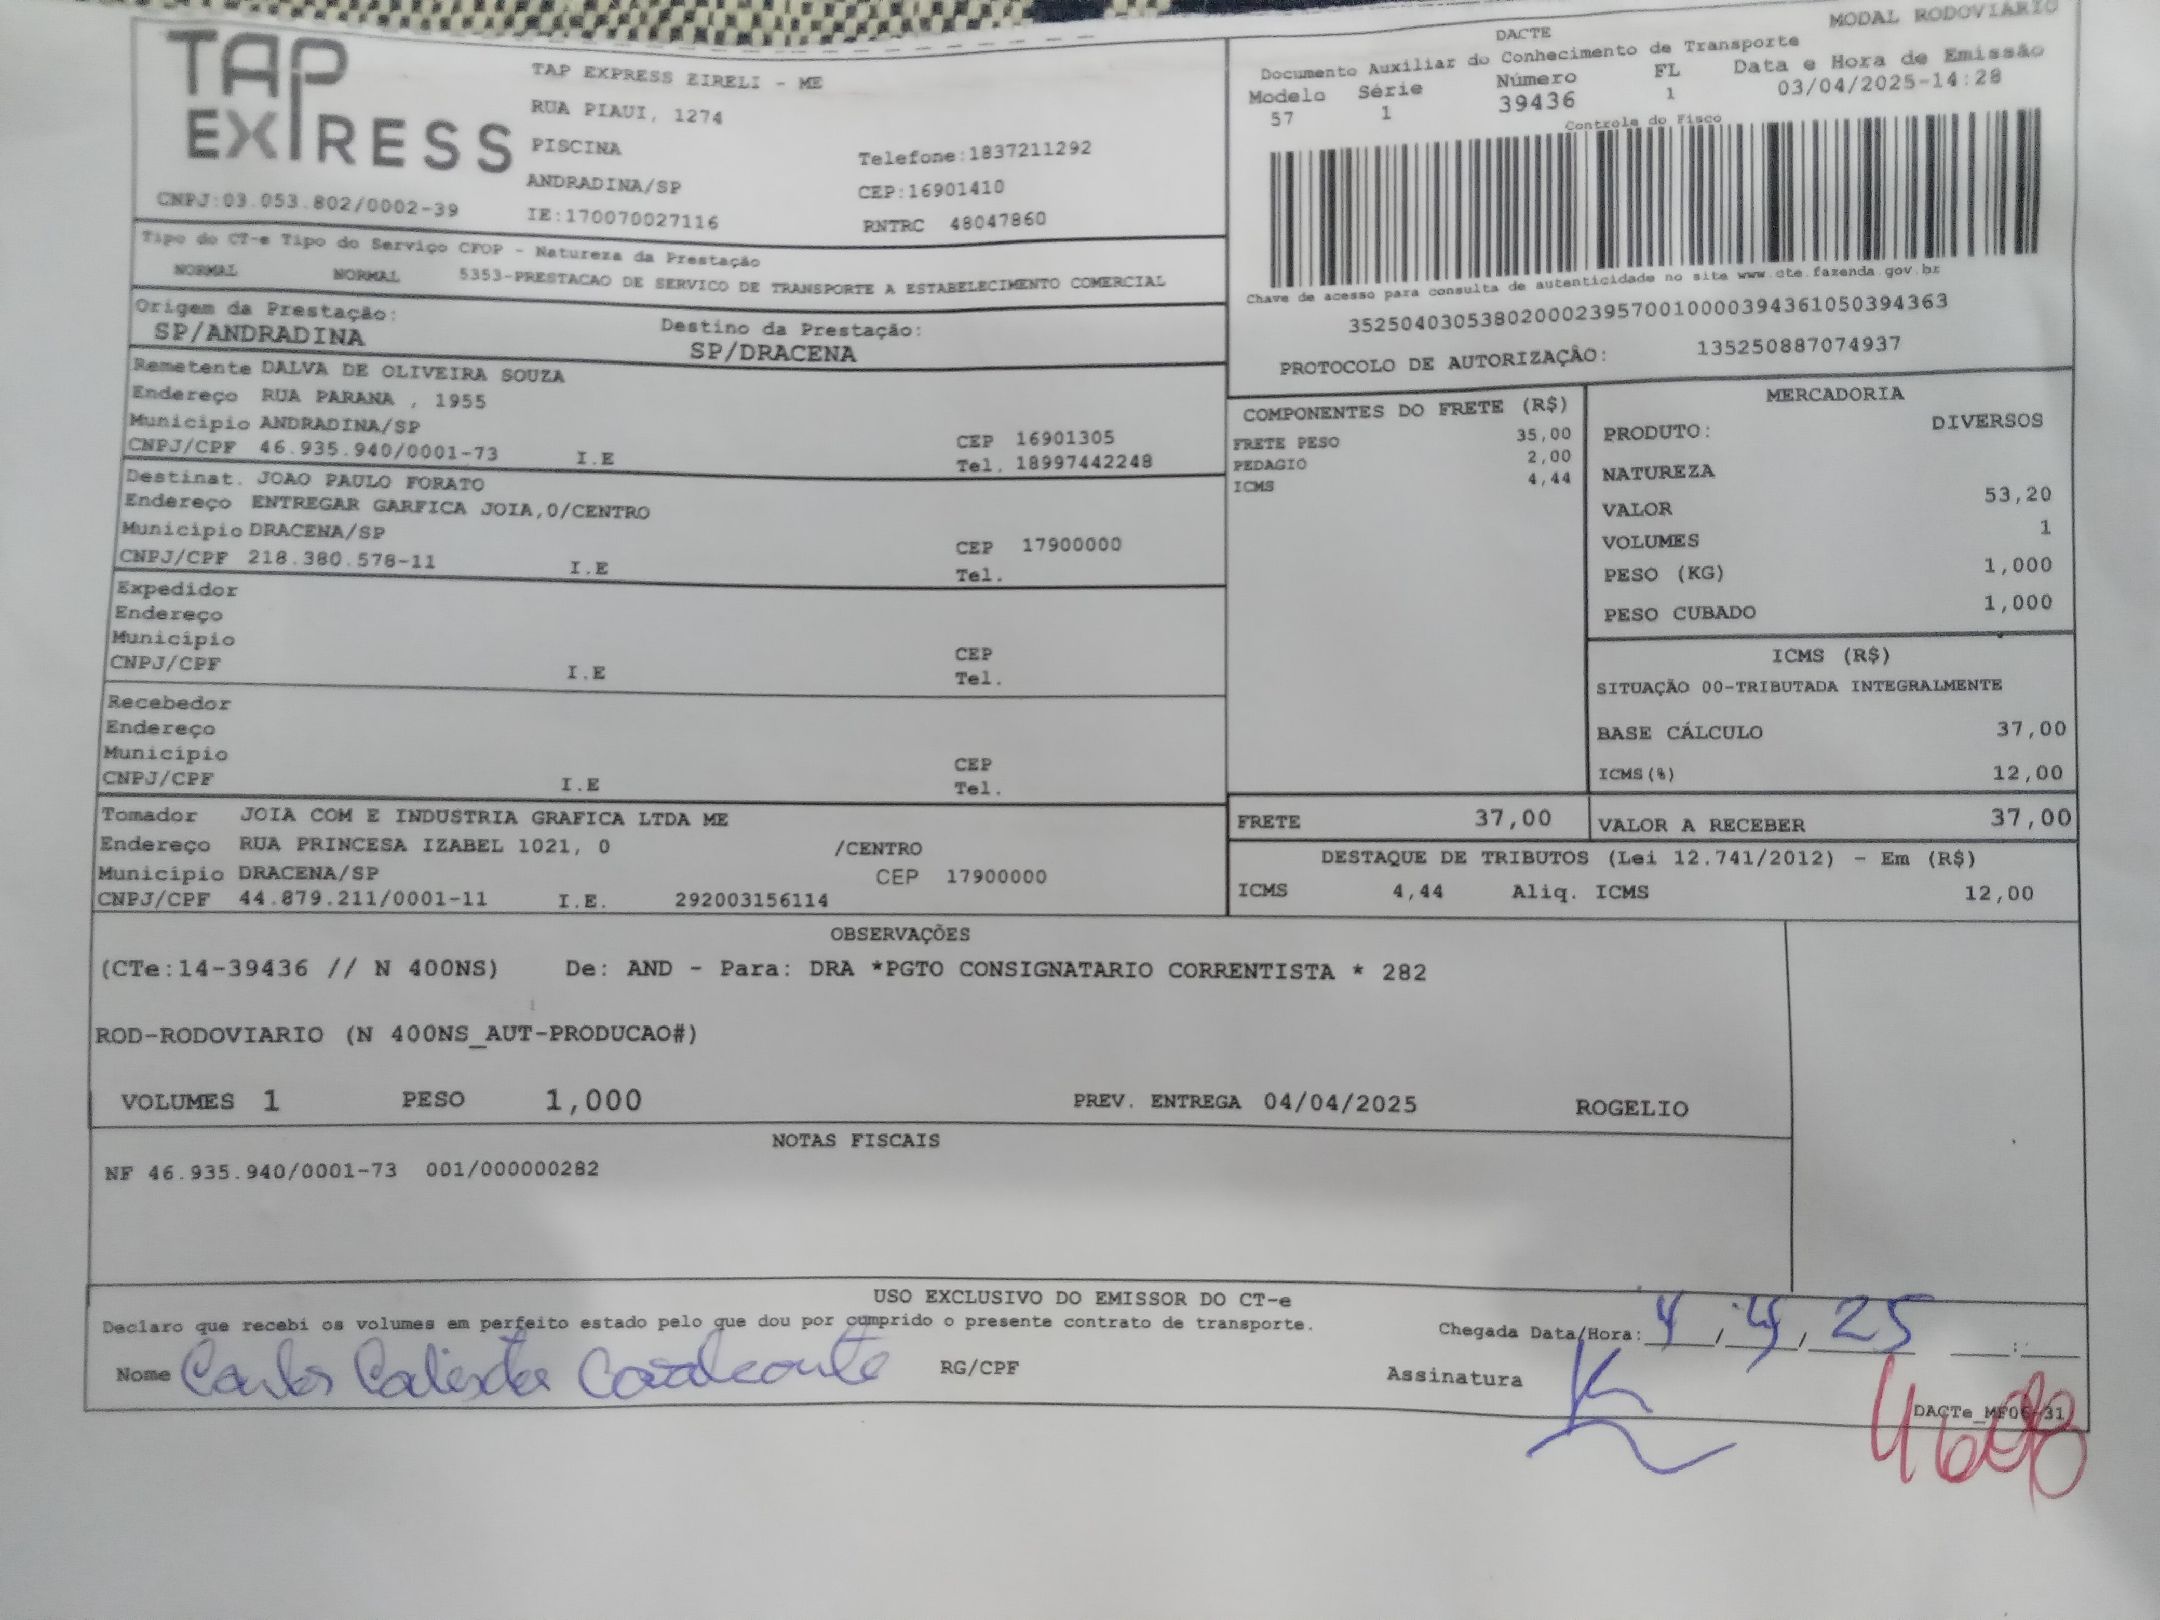 TAP
EXPRESS
TAP EXPRESS EIRELI - ME
RUA PIAUI, 1274
PISCINA
Telefone:1837211292
ANDRADINA/SP
CEP:16901410
CNPJ:03.053.802/0002-39
IE:170070027116
RNTRC 48047860
MODAL RODOVIARIO
DACTE
Documento Auxiliar do Conhecimento de Transporte
Modelo Série Número FL Data e Hora de Emissão
57 1 39436 1 03/04/2025-14:28
Controle do Fisco
Chave de acesso para consulta de autenticidade no site www.cte.fazenda.gov.br
35250403053802000239570010000394361050394363
PROTOCOLO DE AUTORIZAÇÃO: 135250887074937
Tipo do CT-e Tipo do Serviço CFOP - Natureza da Prestação
NORMAL NORMAL 5353-PRESTACAO DE SERVICO DE TRANSPORTE A ESTABELECIMENTO COMERCIAL
Origem da Prestação: Destino da Prestação:
SP/ANDRADINA SP/DRACENA
Remetente DALVA DE OLIVEIRA SOUZA
Endereço RUA PARANA , 1955
Município ANDRADINA/SP CEP 16901305
CNPJ/CPF 46.935.940/0001-73 I.E Tel. 18997442248
Destinat. JOAO PAULO FORATO
Endereço ENTREGAR GARFICA JOIA,0/CENTRO
Município DRACENA/SP CEP 17900000
CNPJ/CPF 218.380.578-11 I.E Tel.
Expedidor
Endereço
Município CEP
CNPJ/CPF I.E Tel.
Recebedor
Endereço
Município CEP
CNPJ/CPF I.E Tel.
Tomador JOIA COM E INDUSTRIA GRAFICA LTDA ME
Endereço RUA PRINCESA IZABEL 1021, 0 /CENTRO
Município DRACENA/SP CEP 17900000
CNPJ/CPF 44.879.211/0001-11 I.E. 292003156114
COMPONENTES DO FRETE (R$)
FRETE PESO 35,00
PEDAGIO 2,00
ICMS 4,44
MERCADORIA
PRODUTO: DIVERSOS
NATUREZA
VALOR 53,20
VOLUMES 1
PESO (KG) 1,000
PESO CUBADO 1,000
ICMS (R$)
SITUAÇÃO 00-TRIBUTADA INTEGRALMENTE
BASE CÁLCULO 37,00
ICMS(%) 12,00
FRETE 37,00 VALOR A RECEBER 37,00
DESTAQUE DE TRIBUTOS (Lei 12.741/2012) - Em (R$)
ICMS 4,44 Aliq. ICMS 12,00
OBSERVAÇÕES
(CTe:14-39436 // N 400NS) De: AND - Para: DRA *PGTO CONSIGNATARIO CORRENTISTA * 282
ROD-RODOVIARIO (N 400NS_AUT-PRODUCAO#)
VOLUMES 1 PESO 1,000 PREV. ENTREGA 04/04/2025 ROGELIO
NOTAS FISCAIS
NF 46.935.940/0001-73 001/000000282
USO EXCLUSIVO DO EMISSOR DO CT-e
Declaro que recebi os volumes em perfeito estado pelo que dou por cumprido o presente contrato de transporte.
Chegada Data/Hora: 4 / 4 / 25 :
Nome Carlos Cavalcante RG/CPF Assinatura
DACTe_MF06-31